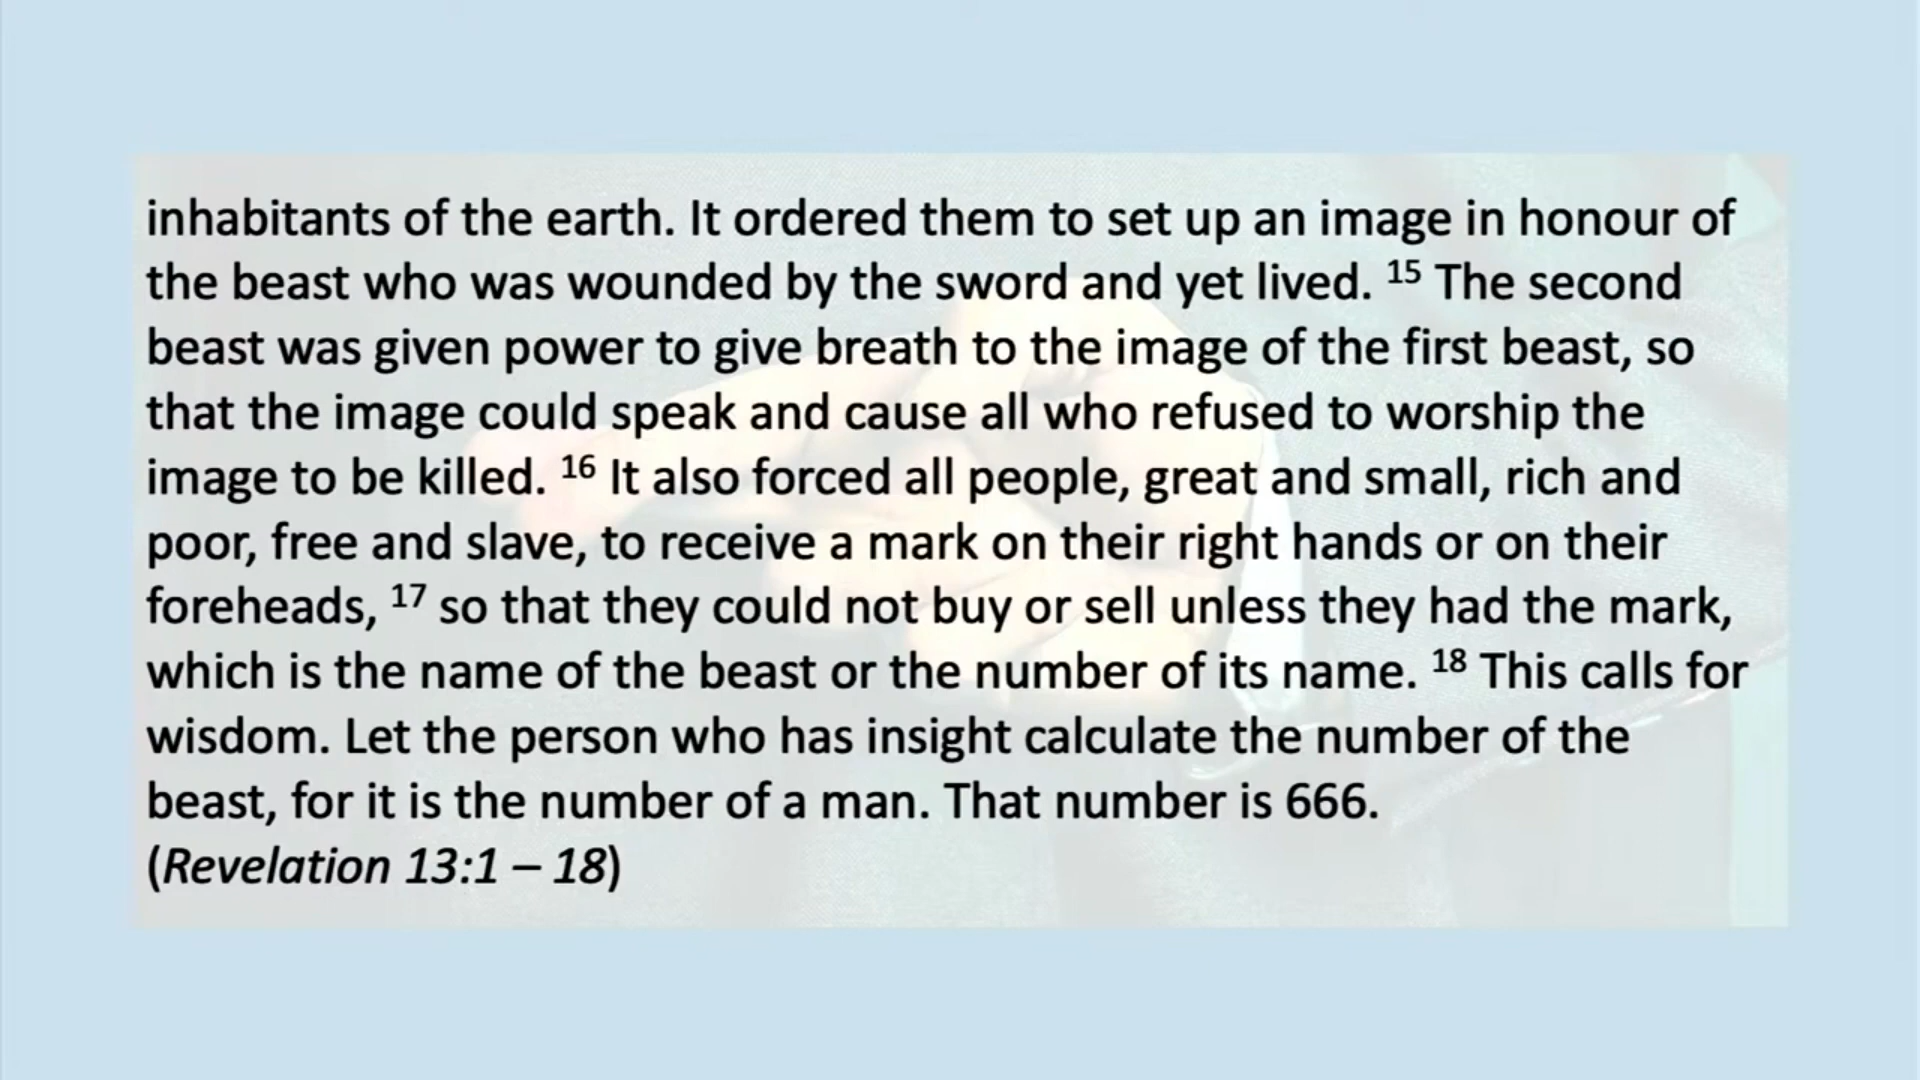 inhabitants of the earth. It ordered them to set up an image in honour of
the beast who was wounded by the sword and yet lived. 15 The second
beast was given power to give breath to the image of the first beast, so
that the image could speak and cause all who refused to worship the
image to be killed. 16 It also forced all people, great and small, rich and
poor, free and slave, to receive a mark on their right hands or on their
foreheads, 17 so that they could not buy or sell unless they had the mark,
which is the name of the beast or the number of its name. 18 This calls for
wisdom. Let the person who has insight calculate the number of the
beast, for it is the number of a man. That number is 666.
(Revelation 13:1 – 18)